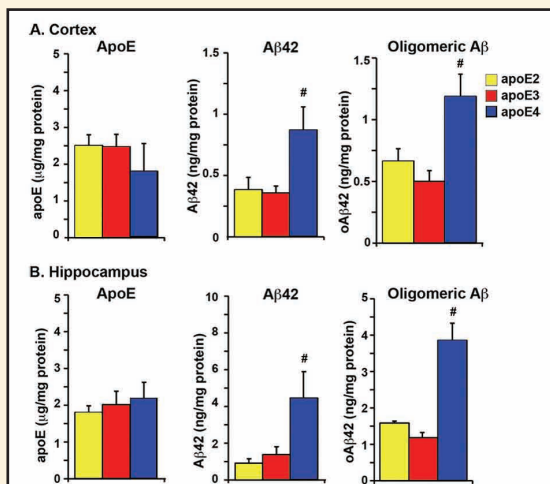 A. Cortex
ApoE
Aβ42
Oligomeric Aβ
apoE (μg/mg protein)
5
4
3
2
1
0
Aβ42 (ng/mg protein)
1.5
1
0.5
0
#
oAβ42 (ng/mg protein)
1.5
1
0.5
0
#
apoE2
apoE3
apoE4
B. Hippocampus
ApoE
Aβ42
Oligomeric Aβ
apoE (μg/mg protein)
5
4
3
2
1
0
Aβ42 (ng/mg protein)
10
8
6
4
2
0
#
oAβ42 (ng/mg protein)
5
4
3
2
1
0
#